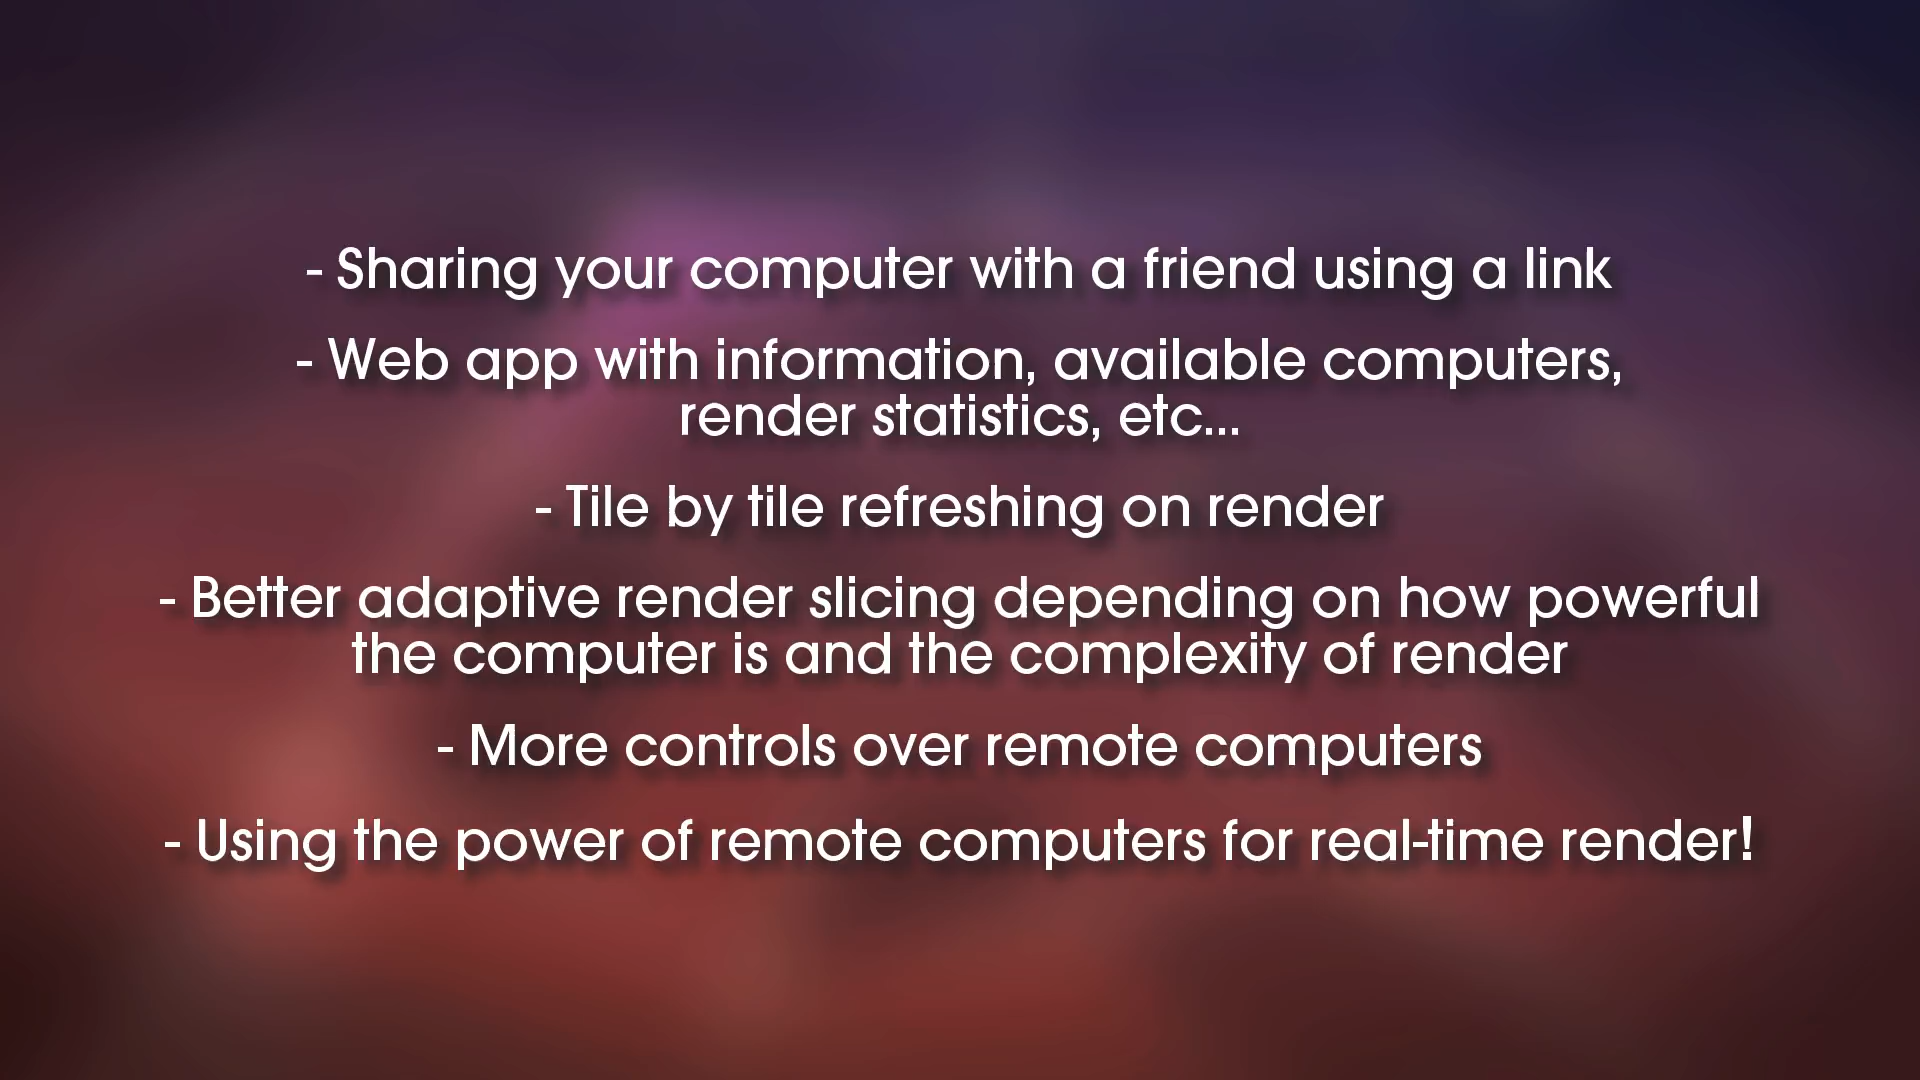 - Sharing your computer with a friend using a link
- Web app with information, available computers,
render statistics, etc...
- Tile by tile refreshing on render
- Better adaptive render slicing depending on how powerful
the computer is and the complexity of render
- More controls over remote computers
- Using the power of remote computers for real-time render!